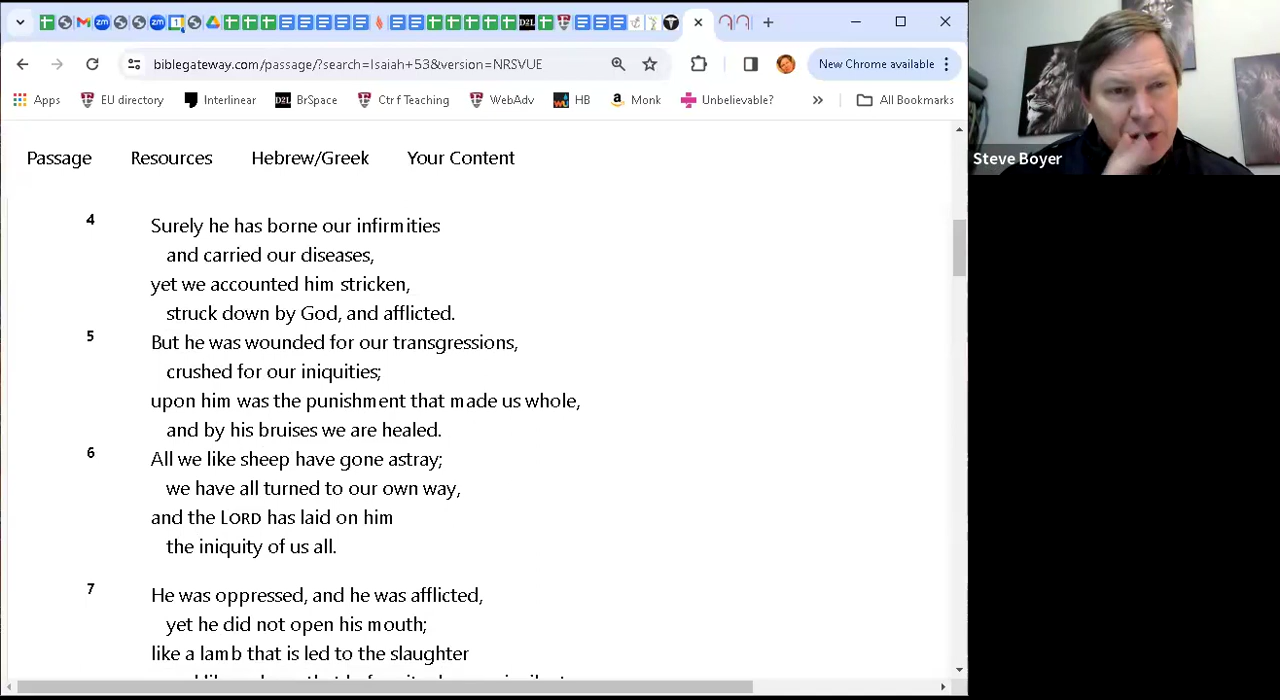 biblegateway.com/passage/?search=Isaiah+53&version=NRSVUE
New Chrome available
Apps EU directory Interlinear D2L BrSpace Ctr f Teaching WebAdv HB a Monk Unbelievable? » All Bookmarks
Passage Resources Hebrew/Greek Your Content
Steve Boyer
4 Surely he has borne our infirmities
and carried our diseases,
yet we accounted him stricken,
struck down by God, and afflicted.
5 But he was wounded for our transgressions,
crushed for our iniquities;
upon him was the punishment that made us whole,
and by his bruises we are healed.
6 All we like sheep have gone astray;
we have all turned to our own way,
and the LORD has laid on him
the iniquity of us all.
7 He was oppressed, and he was afflicted,
yet he did not open his mouth;
like a lamb that is led to the slaughter